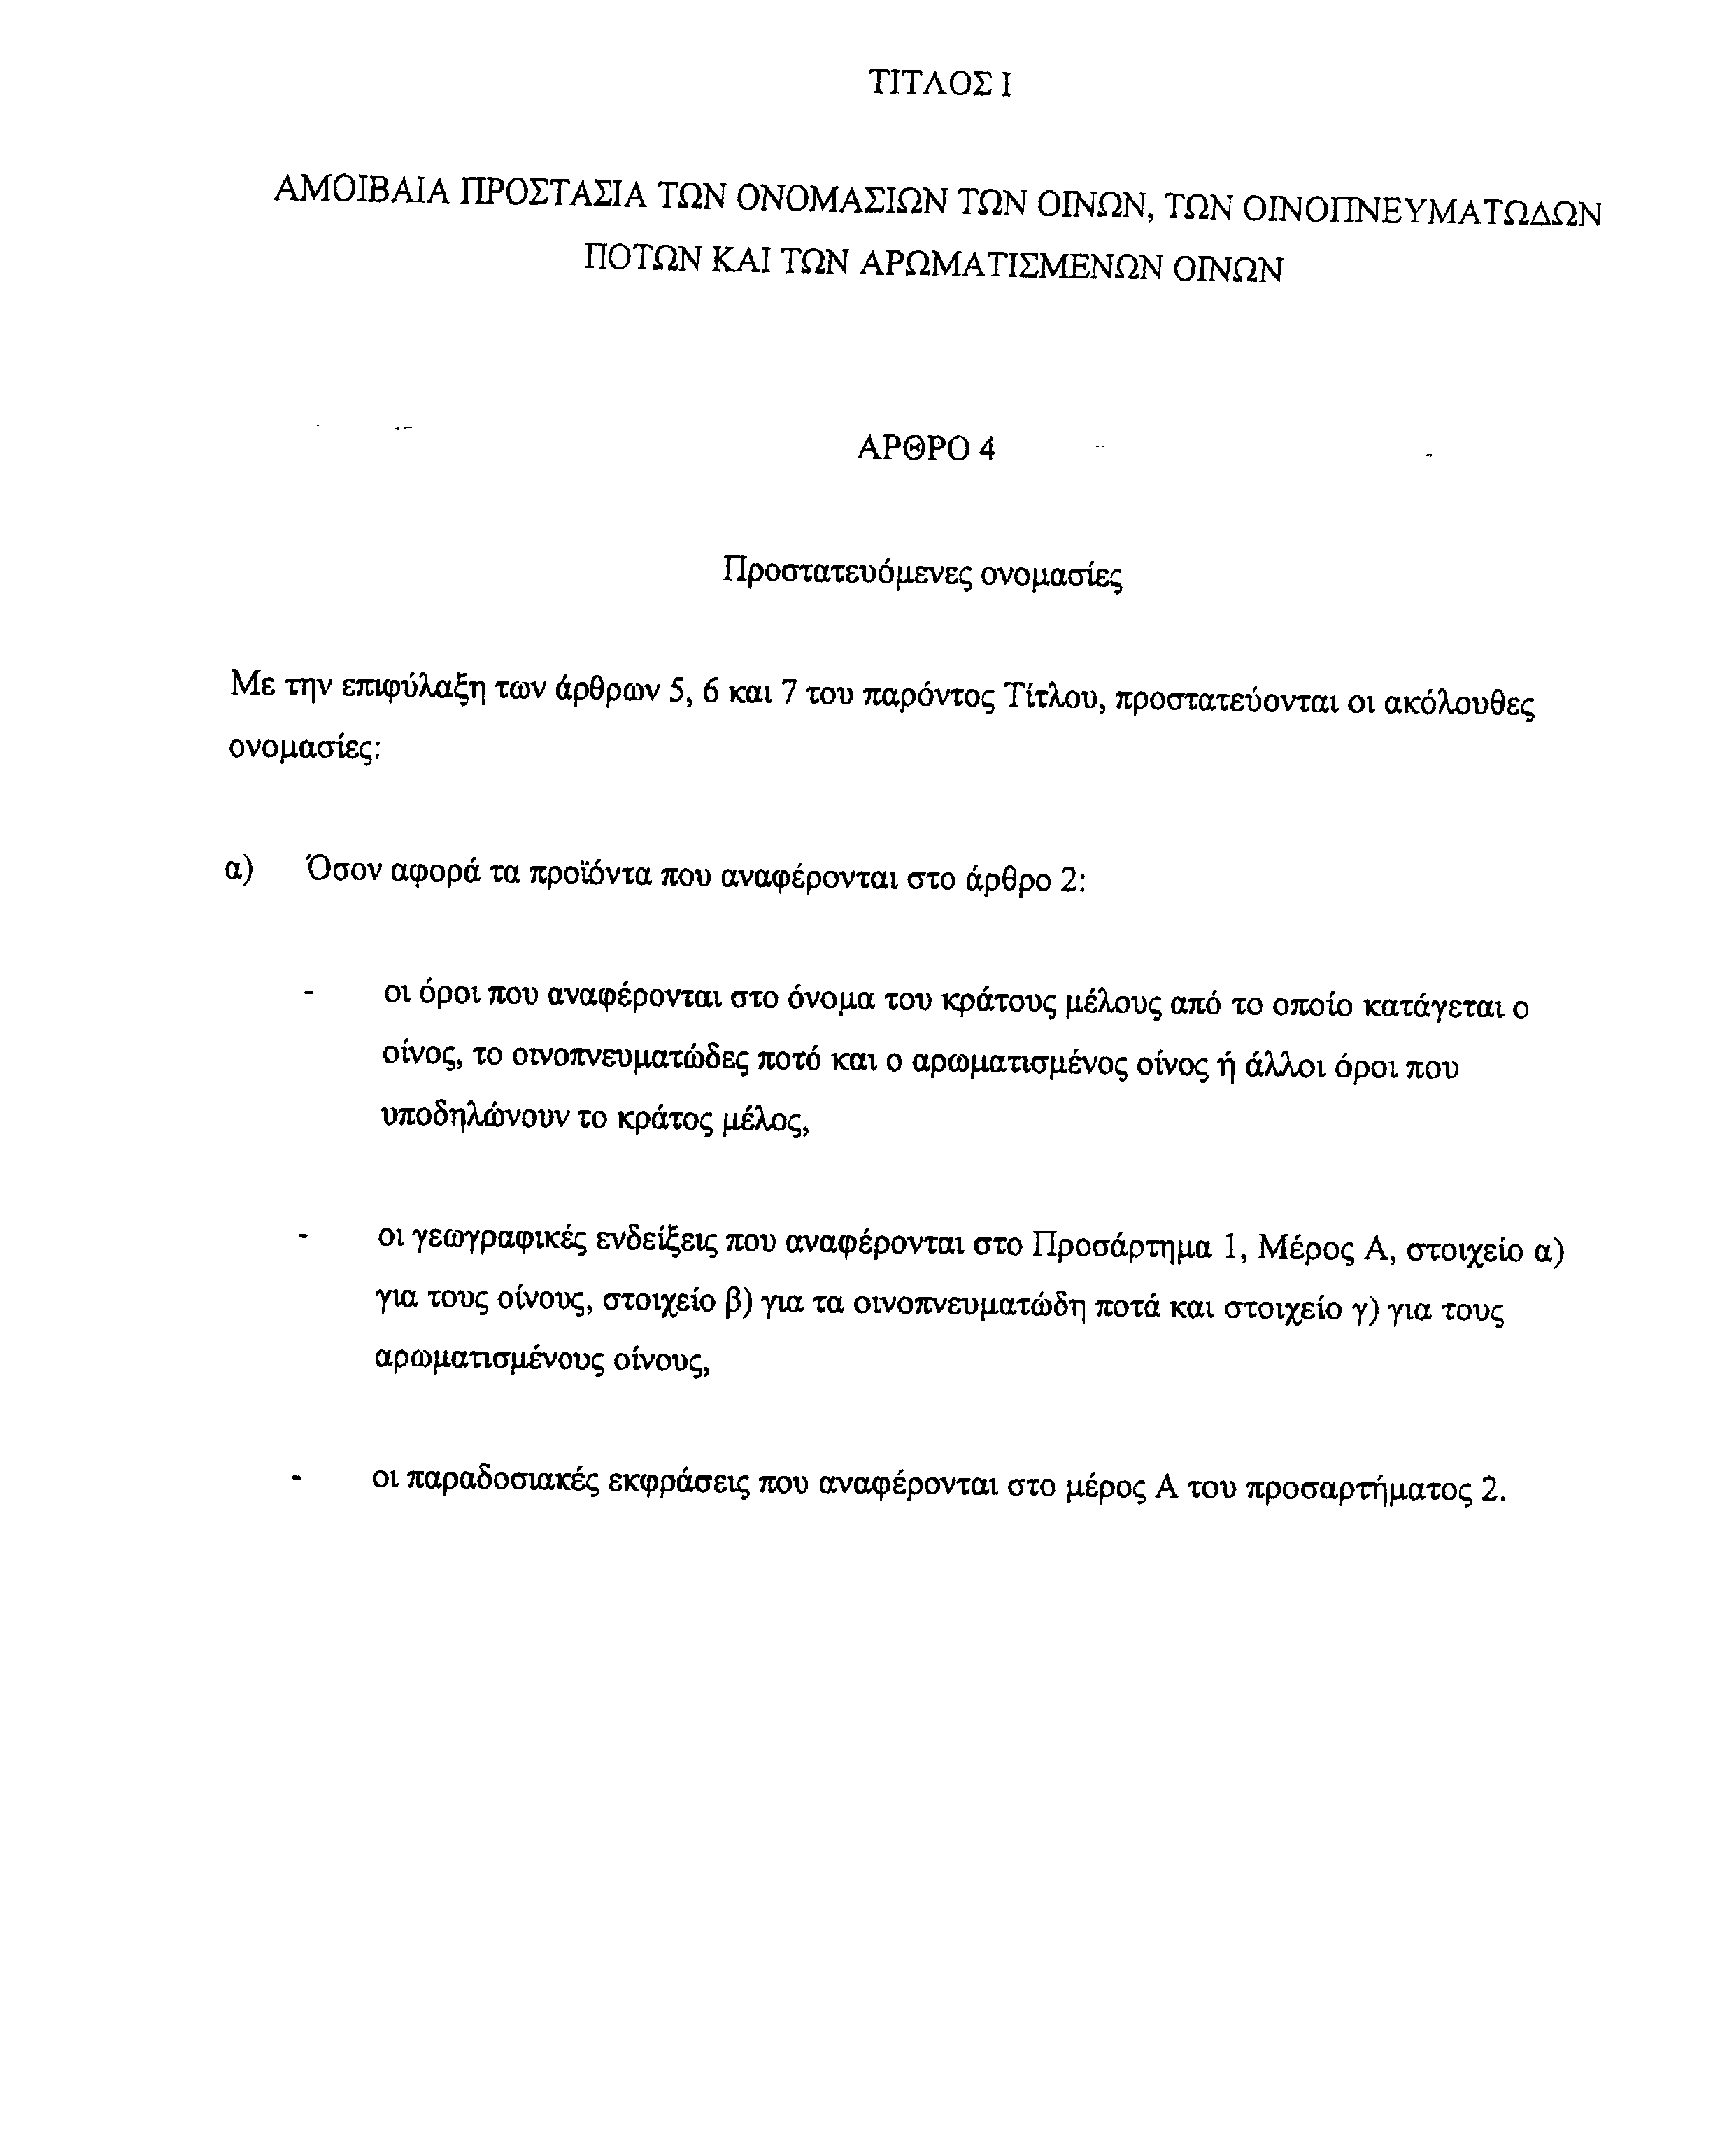 ΤΙΤΛΟΣ Ι
ΑΜΟΙΒΑΙΑ ΠΡΟΣΤΑΣΙΑ ΤΩΝ ΟΝΟΜΑΣΙΩΝ ΤΩΝ ΟΙΝΩΝ, ΤΩΝ ΟΙΝΟΠΝΕΥΜΑΤΩΔΩΝ
ΠΟΤΩΝ ΚΑΙ ΤΩΝ ΑΡΩΜΑΤΙΣΜΕΝΩΝ ΟΙΝΩΝ
ΑΡΘΡΟ 4
Προστατευόμενες ονομασίες
Με την επιφύλαξη των άρθρων 5, 6 και 7 του παρόντος Τίτλου, προστατεύονται οι ακόλουθες
ονομασίες:
α) Όσον αφορά τα προϊόντα που αναφέρονται στο άρθρο 2:
- οι όροι που αναφέρονται στο όνομα του κράτους μέλους από το οποίο κατάγεται ο
οίνος, το οινοπνευματώδες ποτό και ο αρωματισμένος οίνος ή άλλοι όροι που
υποδηλώνουν το κράτος μέλος,
- οι γεωγραφικές ενδείξεις που αναφέρονται στο Προσάρτημα 1, Μέρος Α, στοιχείο α)
για τους οίνους, στοιχείο β) για τα οινοπνευματώδη ποτά και στοιχείο γ) για τους
αρωματισμένους οίνους,
- οι παραδοσιακές εκφράσεις που αναφέρονται στο μέρος Α του προσαρτήματος 2.